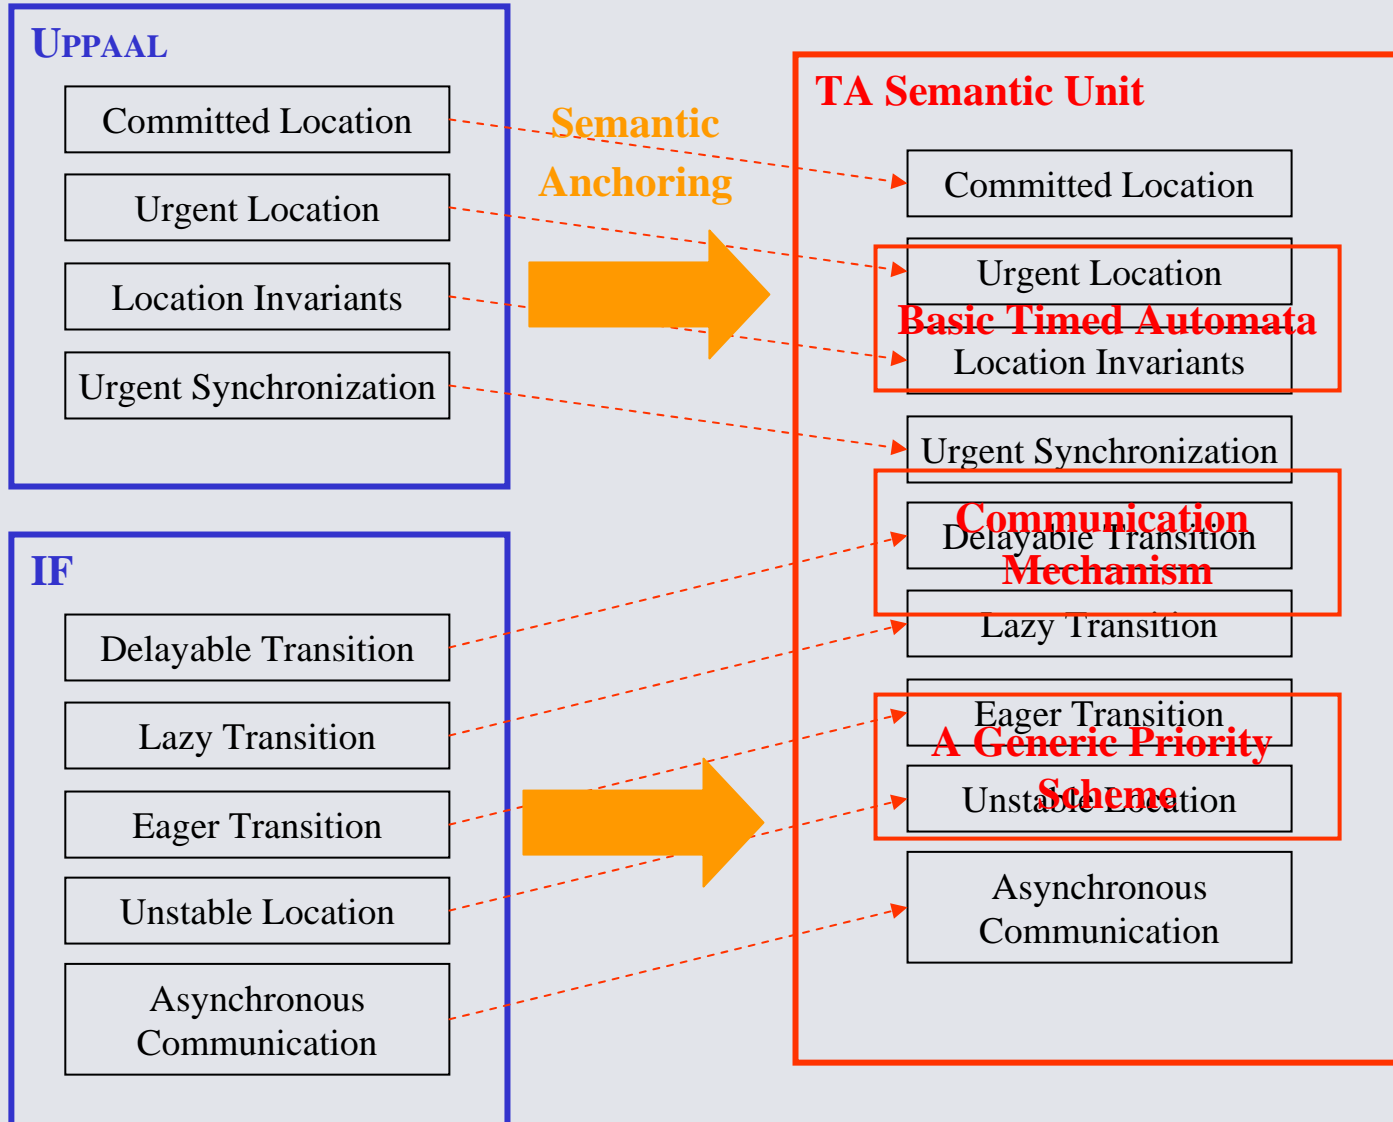 UPPAAL
Committed Location
Urgent Location
Location Invariants
Urgent Synchronization
IF
Delayable Transition
Lazy Transition
Eager Transition
Unstable Location
Asynchronous
Communication
Semantic
Anchoring
TA Semantic Unit
Committed Location
Urgent Location
Basic Timed Automata
Location Invariants
Urgent Synchronization
Communication
Delayable Transition
Mechanism
Lazy Transition
Eager Transition
A Generic Priority
Scheme
Unstable Location
Asynchronous
Communication